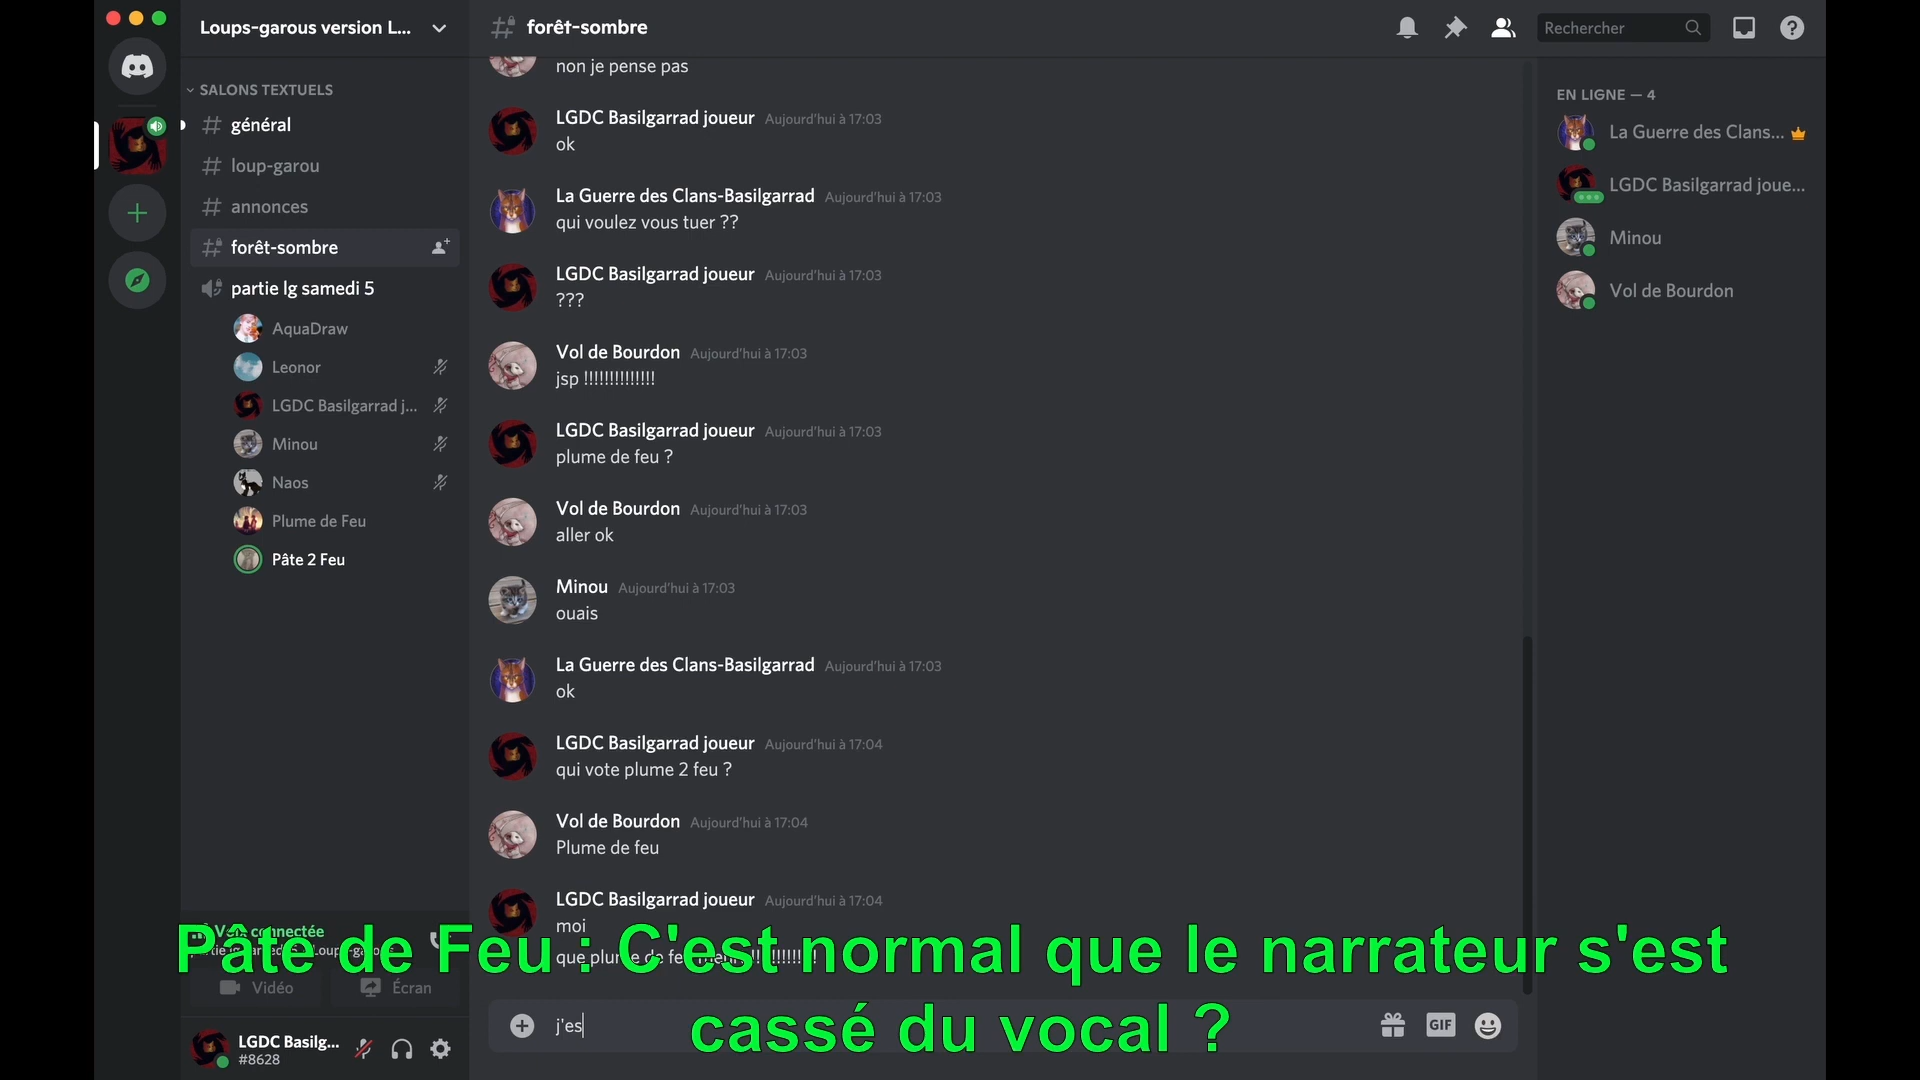 Loups-garous version L...
SALONS TEXTUELS
général
loup-garou
annonces
forêt-sombre
partie lg samedi 5
AquaDraw
Leonor
LGDC Basilgarrad j...
Minou
Naos
Plume de Feu
Pâte 2 Feu
Voix connectée
Vidéo
Écran
LGDC Basilg...
#8628
forêt-sombre
Rechercher
non je pense pas
LGDC Basilgarrad joueur Aujourd'hui à 17:03
ok
La Guerre des Clans-Basilgarrad Aujourd'hui à 17:03
qui voulez vous tuer ??
LGDC Basilgarrad joueur Aujourd'hui à 17:03
???
Vol de Bourdon Aujourd'hui à 17:03
jsp !!!!!!!!!!!!!!
LGDC Basilgarrad joueur Aujourd'hui à 17:03
plume de feu ?
Vol de Bourdon Aujourd'hui à 17:03
aller ok
Minou Aujourd'hui à 17:03
ouais
La Guerre des Clans-Basilgarrad Aujourd'hui à 17:03
ok
LGDC Basilgarrad joueur Aujourd'hui à 17:04
qui vote plume 2 feu ?
Vol de Bourdon Aujourd'hui à 17:04
Plume de feu
LGDC Basilgarrad joueur Aujourd'hui à 17:04
moi
que plume de feu
j'es
GIF
EN LIGNE — 4
La Guerre des Clans...
LGDC Basilgarrad joue...
Minou
Vol de Bourdon
Pâte de Feu : C'est normal que le narrateur s'est
cassé du vocal ?